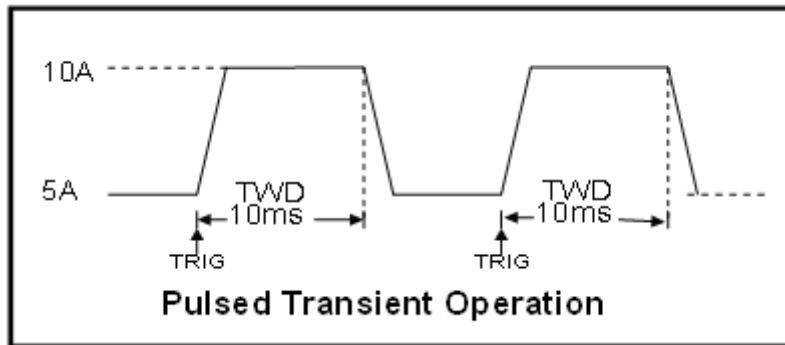 10A
5A
TWD
10ms
TWD
10ms
TRIG
TRIG
Pulsed Transient Operation